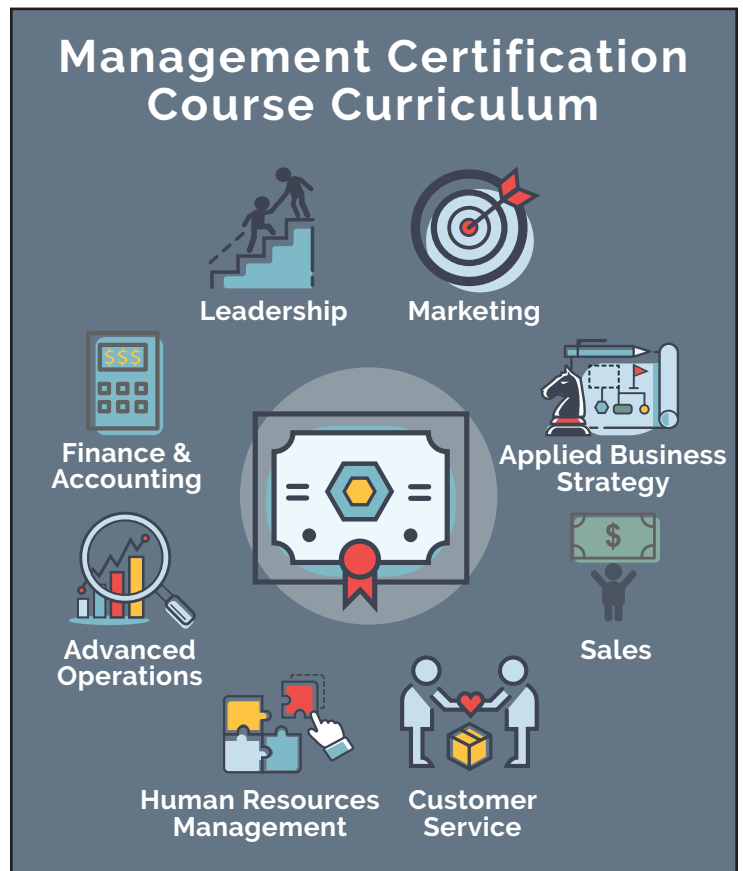 Management Certification
Course Curriculum
Leadership
Marketing
$$$
Finance &
Accounting
Applied Business
Strategy
$
Advanced
Operations
Sales
Human Resources
Management
Customer
Service